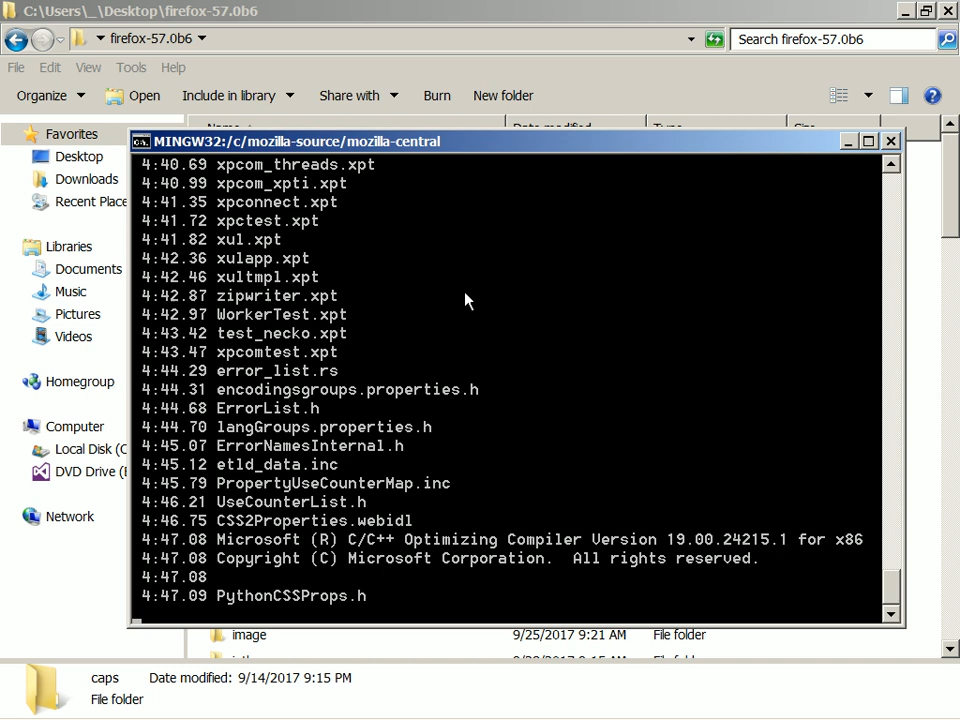 C:\Users\_\Desktop\firefox-57.0b6
firefox-57.0b6
Search firefox-57.0b6
File Edit View Tools Help
Organize Open Include in library Share with Burn New folder
Favorites
Desktop
Downloads
Recent Place
Libraries
Documents
Music
Pictures
Videos
Homegroup
Computer
Local Disk (C
DVD Drive (
Network
Name Date modified Type Size
MINGW32:/c/mozilla-source/mozilla-central
4:40.69 xpcom_threads.xpt
4:40.99 xpcom_xpti.xpt
4:41.35 xpconnect.xpt
4:41.72 xpctest.xpt
4:41.82 xul.xpt
4:42.36 xulapp.xpt
4:42.46 xultmpl.xpt
4:42.87 zipwriter.xpt
4:42.97 WorkerTest.xpt
4:43.42 test_necko.xpt
4:43.47 xpcomtest.xpt
4:44.29 error_list.rs
4:44.31 encodingsgroups.properties.h
4:44.68 ErrorList.h
4:44.70 langGroups.properties.h
4:45.07 ErrorNamesInternal.h
4:45.12 etld_data.inc
4:45.79 PropertyUseCounterMap.inc
4:46.21 UseCounterList.h
4:46.75 CSS2Properties.webidl
4:47.08 Microsoft (R) C/C++ Optimizing Compiler Version 19.00.24215.1 for x86
4:47.08 Copyright (C) Microsoft Corporation.  All rights reserved.
4:47.08
4:47.09 PythonCSSProps.h
image 9/25/2017 9:21 AM File folder
caps Date modified: 9/14/2017 9:15 PM
File folder